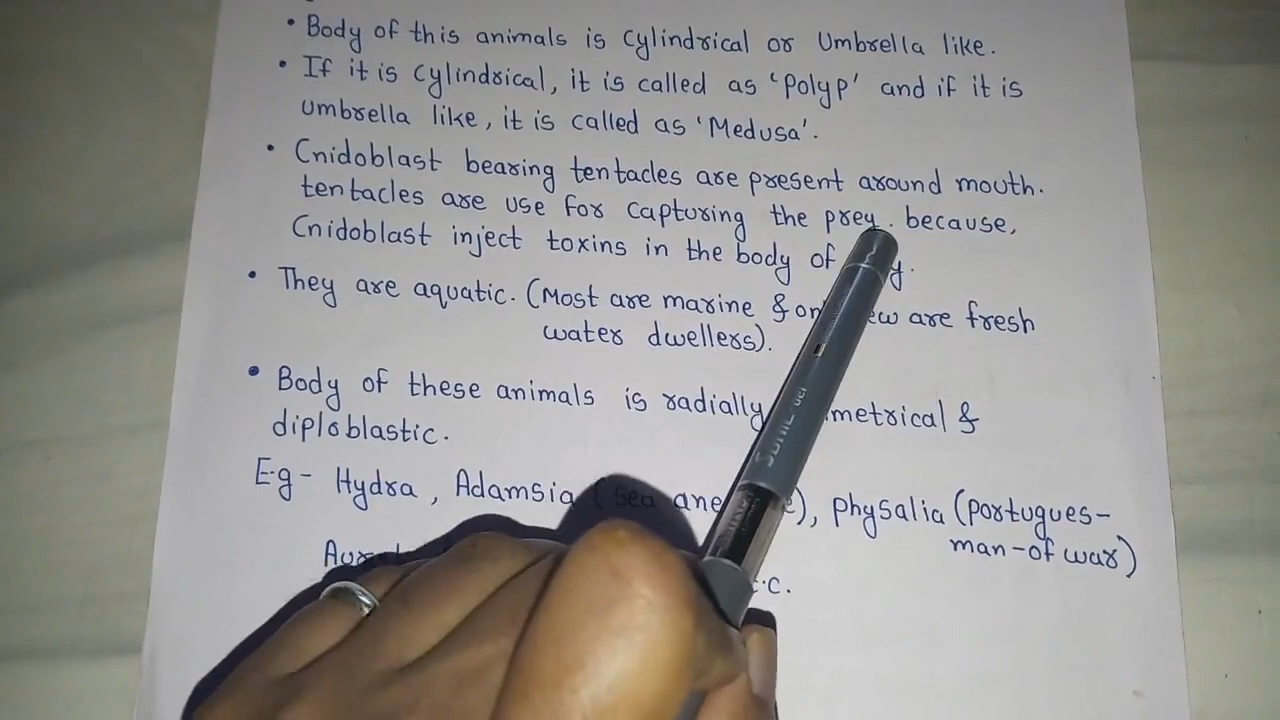 • Body of this animals is Cylindrical or Umbrella like.
• If it is Cylindrical, it is called as 'Polyp' and if it is
umbrella like, it is called as 'Medusa'.
• Cnidoblast bearing tentacles are present around mouth.
tentacles are use for Capturing the prey. because,
Cnidoblast inject toxins in the body of
• They are aquatic. (Most are marine & are fresh
water dwellers).
• Body of these animals is radially &
diploblastic.
E.g - Hydra, Adamsia (Sea), Physalia (Portugues-
man-of war)